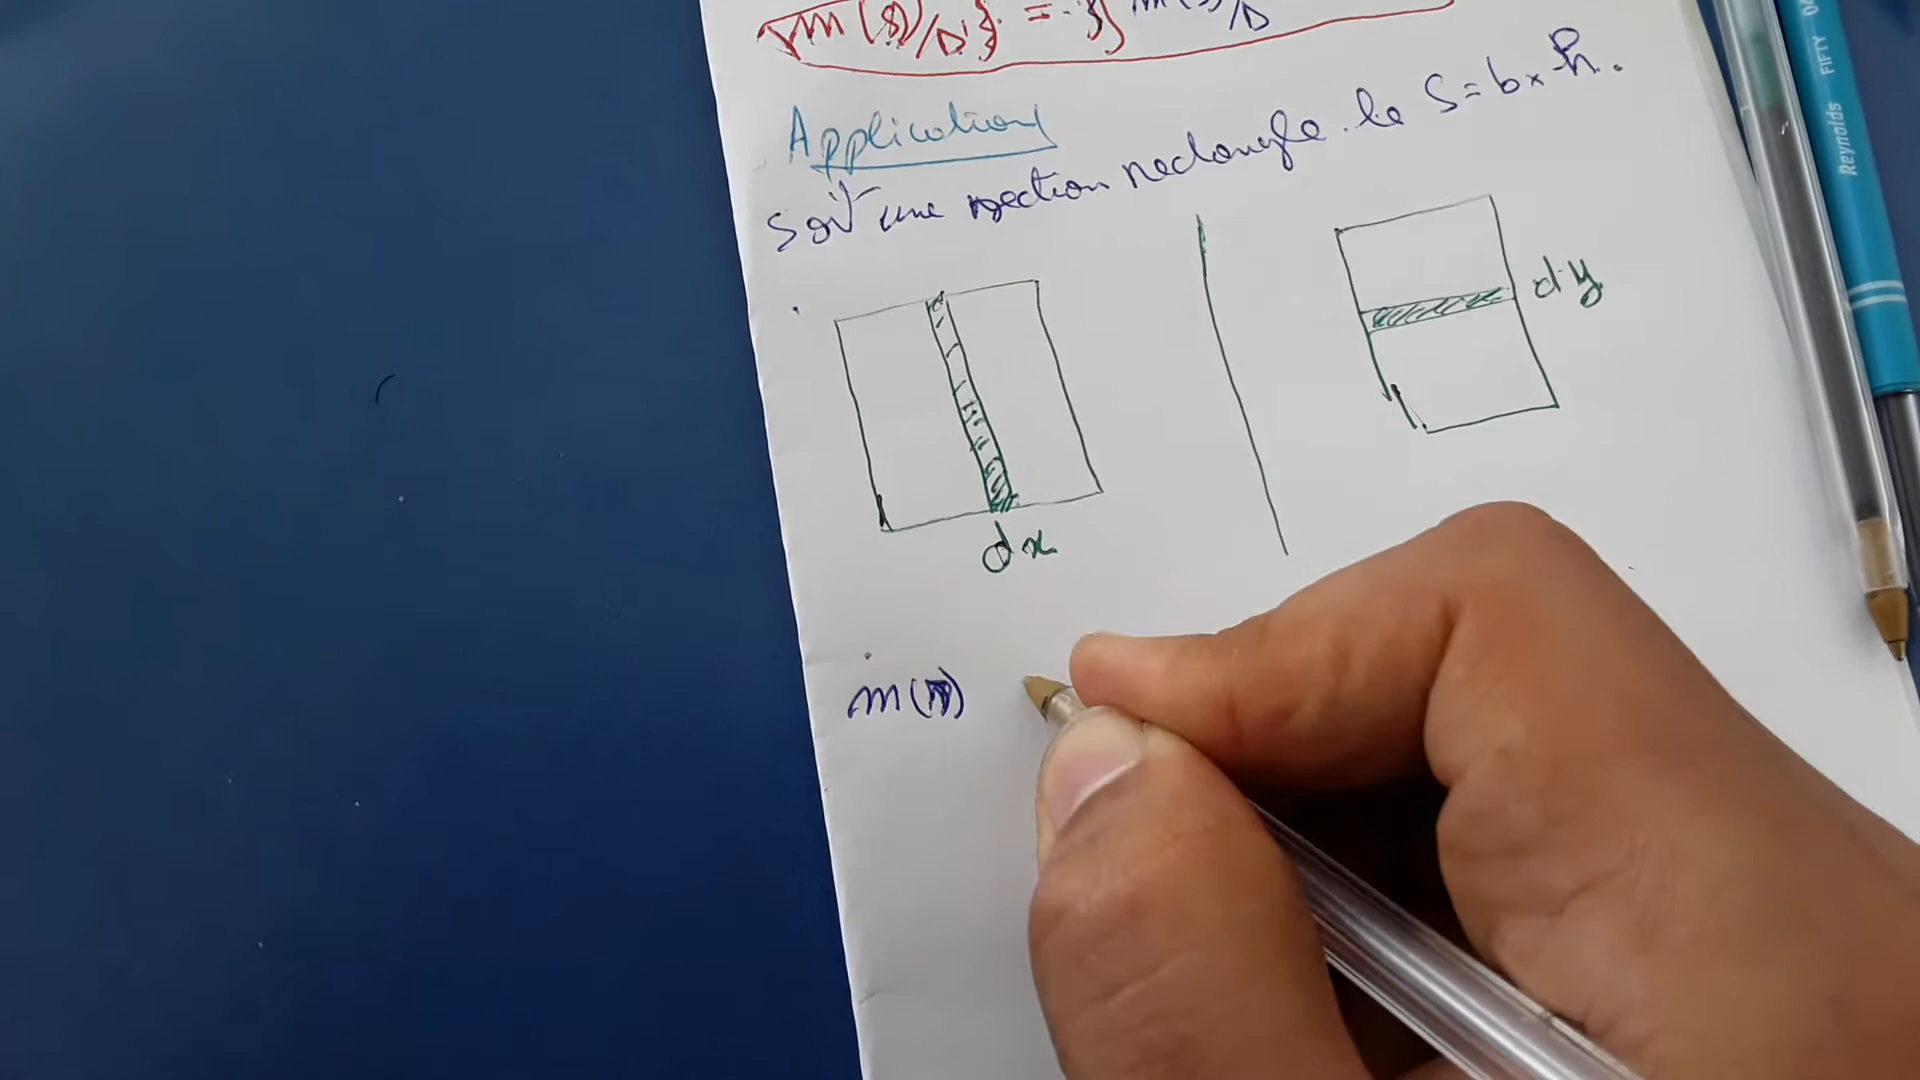 m(S)/Δ'} = ∬ m(S)/Δ
Application
Soit une section rectangle de S = b x h.
dy
dx
m(
Reynolds FIFTY